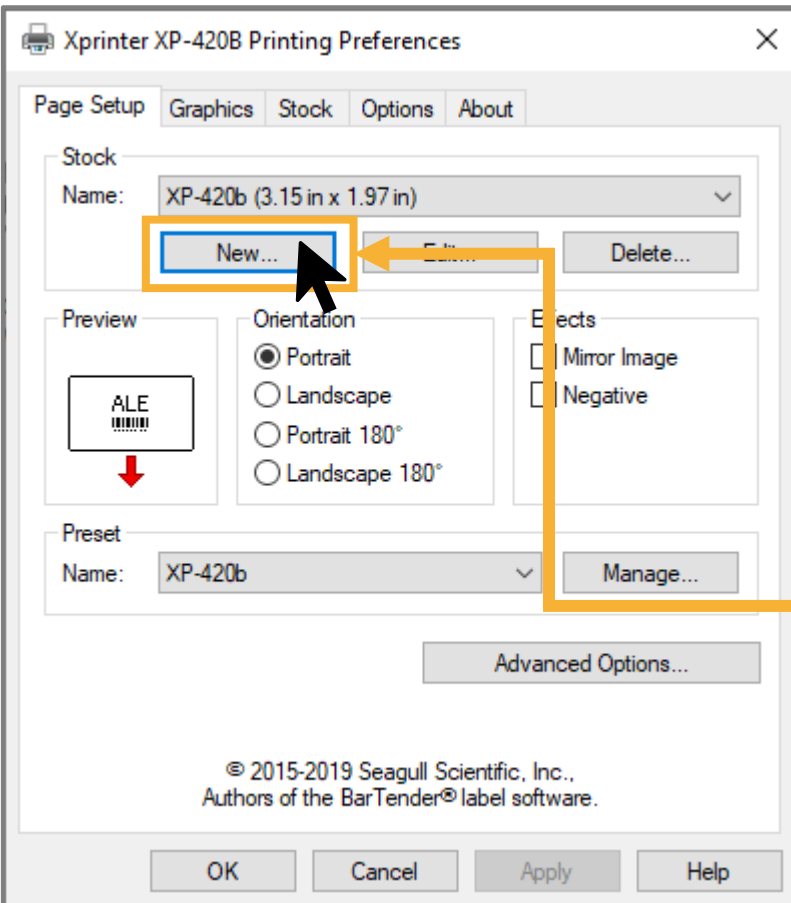 Xprinter XP-420B Printing Preferences
Page Setup Graphics Stock Options About
Stock
Name: XP-420b (3.15 in x 1.97 in)
New... Delete...
Preview Orientation Effects
ALE
Portrait
Landscape
Portrait 180°
Landscape 180°
Mirror Image
Negative
Preset
Name: XP-420b Manage...
Advanced Options...
© 2015-2019 Seagull Scientific, Inc.,
Authors of the BarTender® label software.
OK Cancel Apply Help